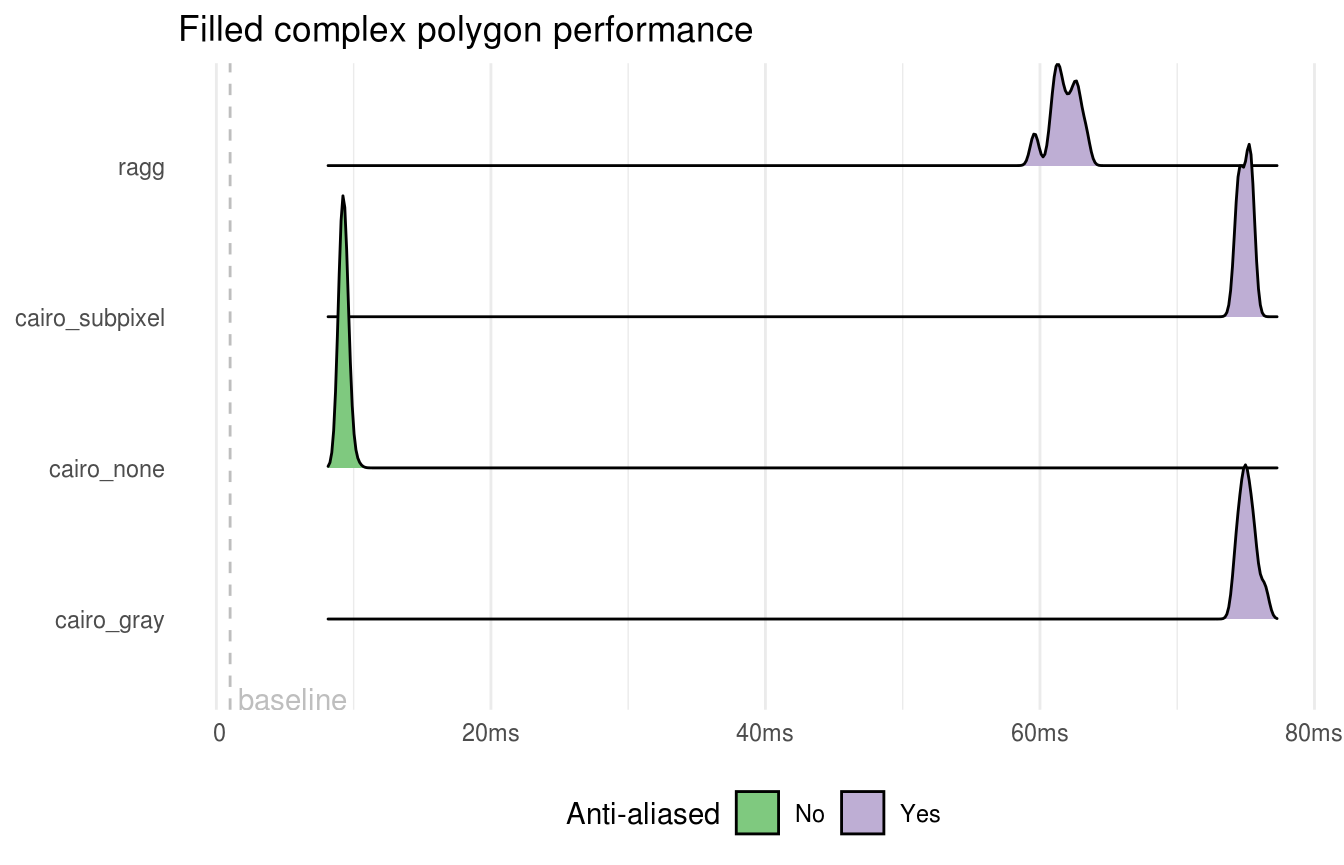 Filled complex polygon performance
ragg
cairo_subpixel
cairo_none
cairo_gray
baseline
0 20ms 40ms 60ms 80ms
Anti-aliased No Yes